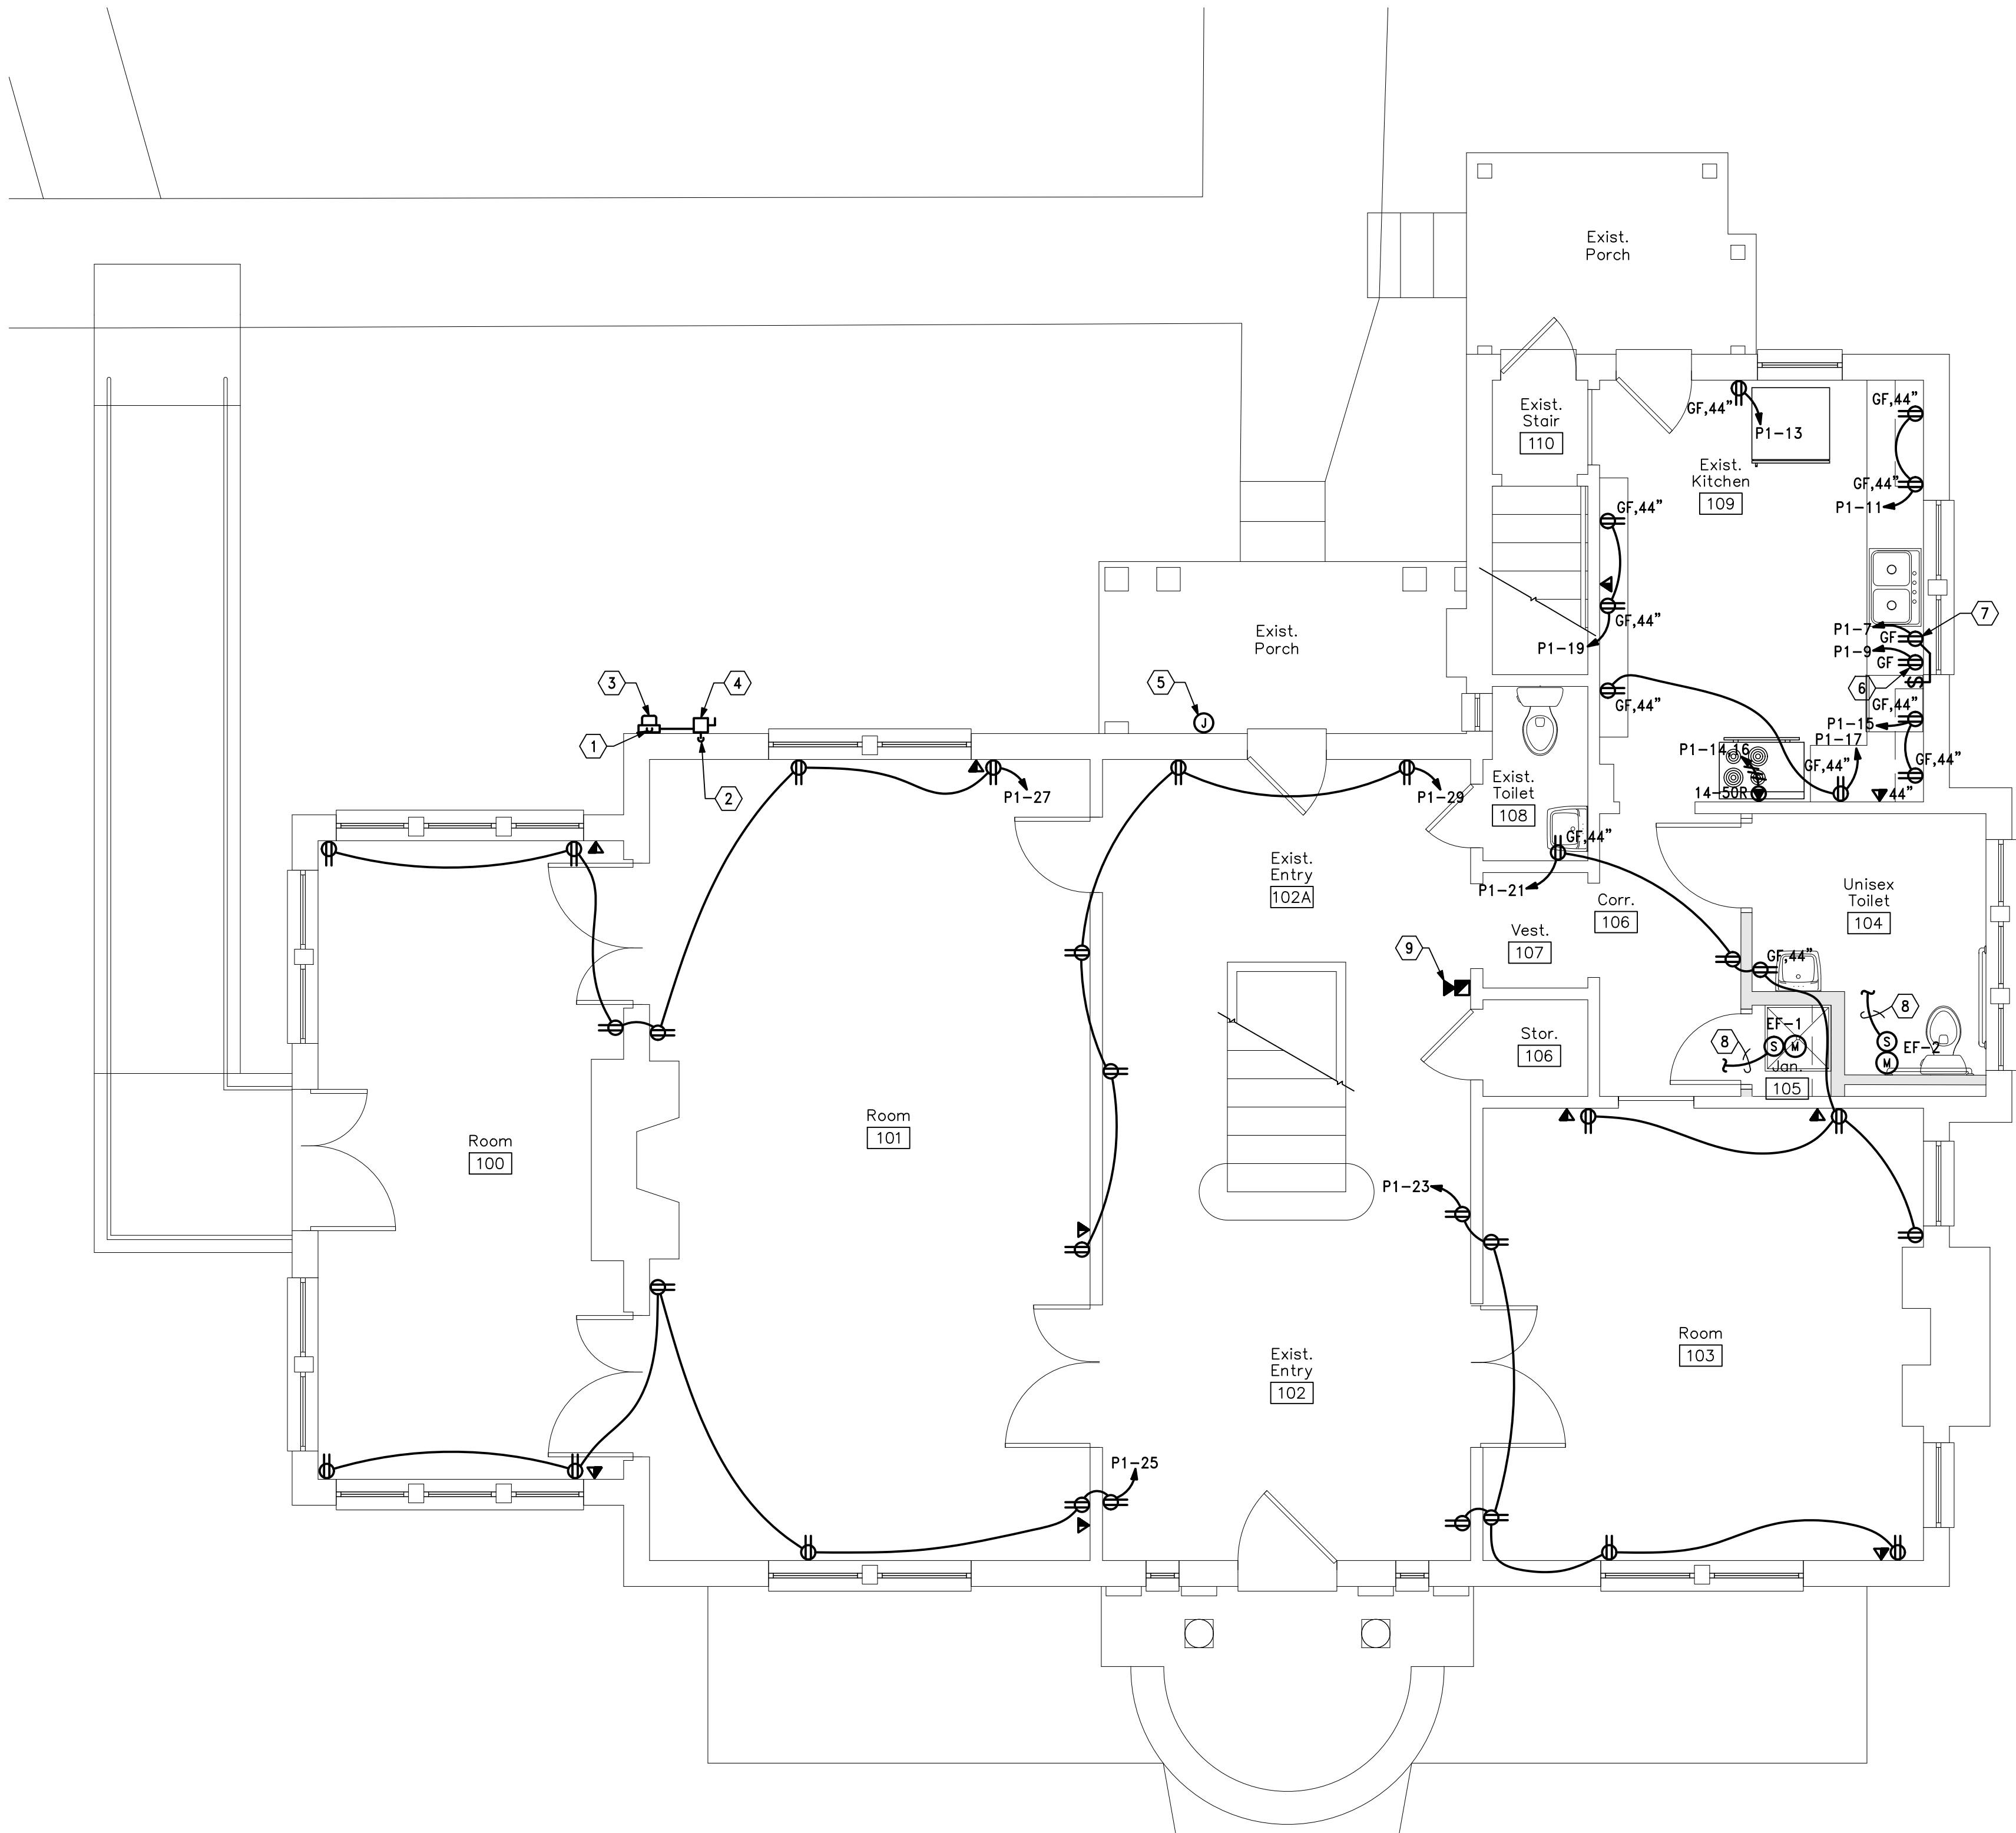 Exist.
Porch
Exist.
Stair
110
GF,44"
P1-13
GF,44"
Exist.
Kitchen
109
GF,44"
P1-11
GF,44"
GF,44"
P1-19
Exist.
Porch
7
P1-7
GF
P1-9
GF
6
3
4
5
1
2
J
GF,44"
GF,44"
P1-15
P1-17
P1-14,16
GF,44"
GF,44"
14-50R
44"
S
P1-27
P1-29
Exist.
Toilet
108
GF,44"
P1-21
Exist.
Entry
102A
Corr.
106
Unisex
Toilet
104
Vest.
107
9
GF,44"
8
EF-1
S
M
8
S
M
EF-2
Stor.
106
Jan.
105
Room
101
Room
100
P1-23
Room
103
Exist.
Entry
102
P1-25